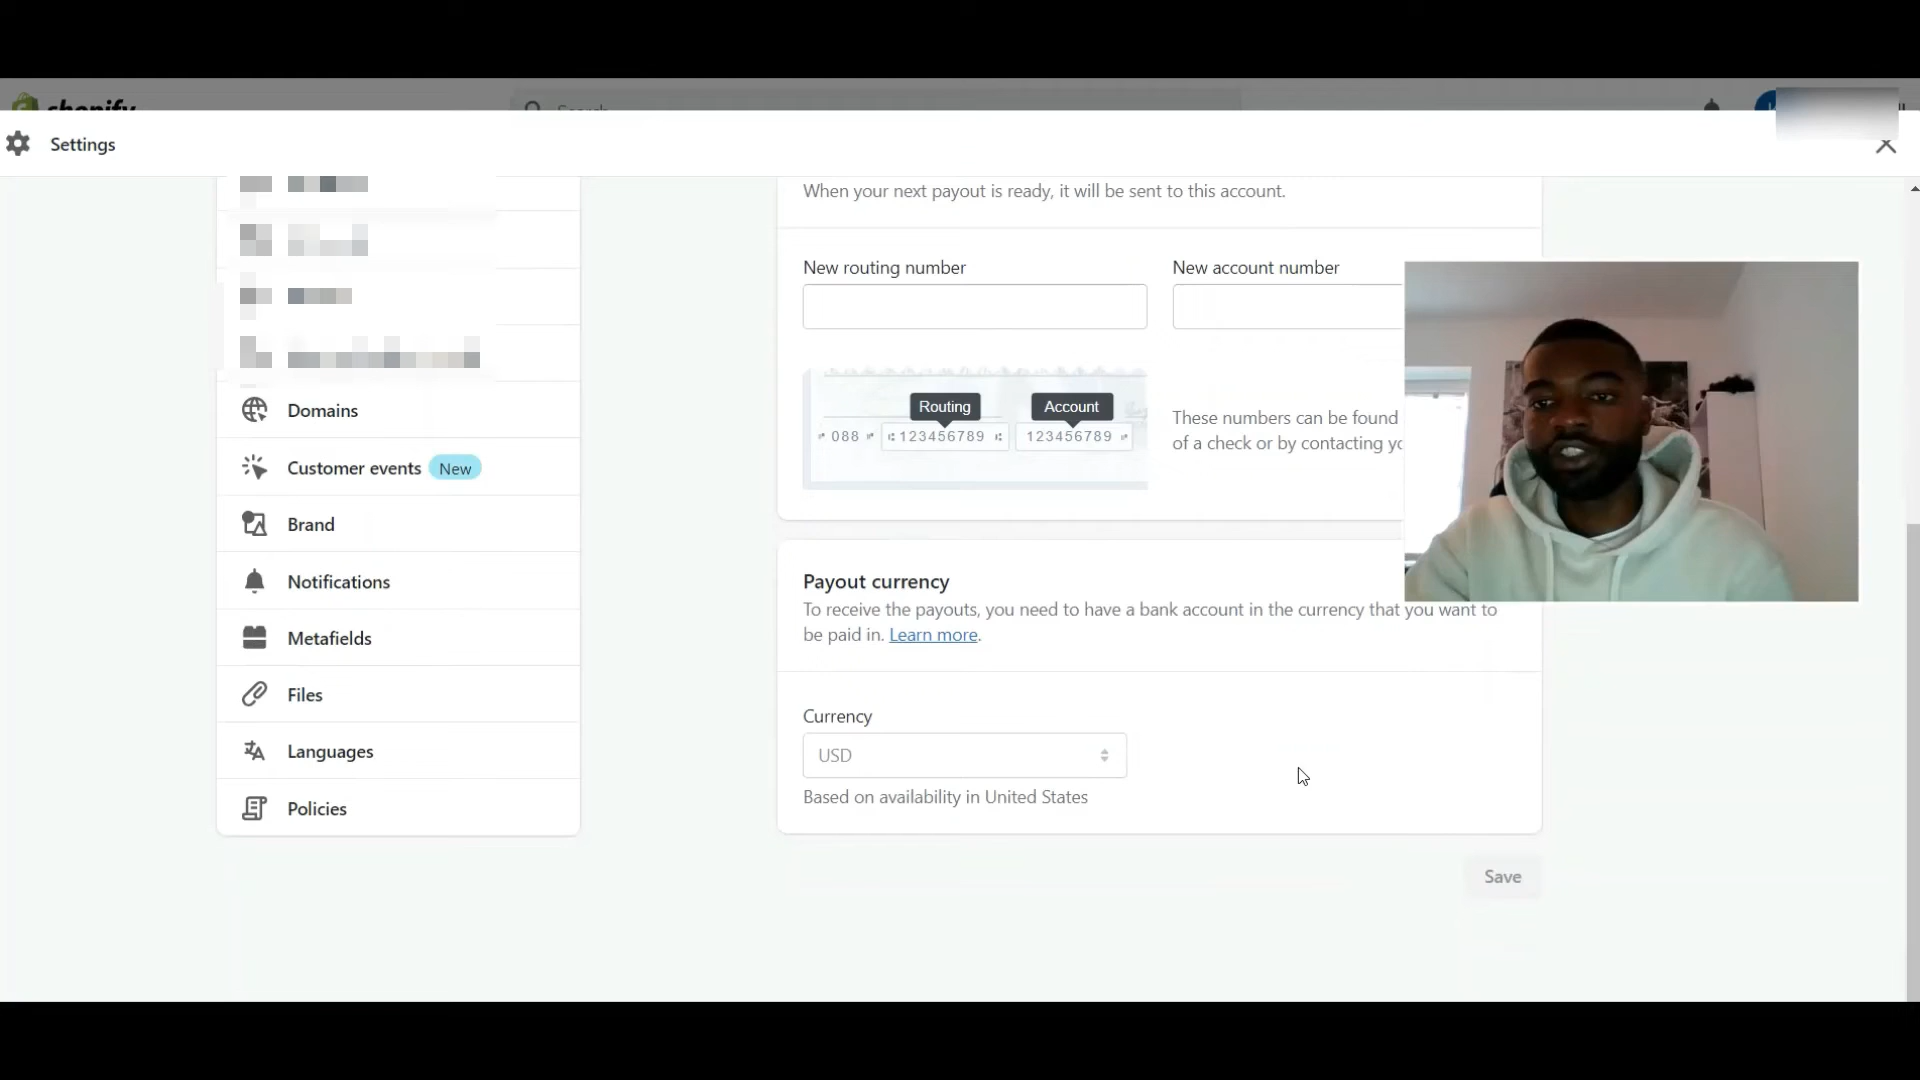 shopify
Search
Settings
When your next payout is ready, it will be sent to this account.
New routing number
New account number
Routing
Account
088
123456789
123456789
These numbers can be found
of a check or by contacting
Domains
Customer events New
Brand
Notifications
Metafields
Files
Languages
Policies
Payout currency
To receive the payouts, you need to have a bank account in the currency that you want to
be paid in. Learn more.
Currency
USD
Based on availability in United States
Save